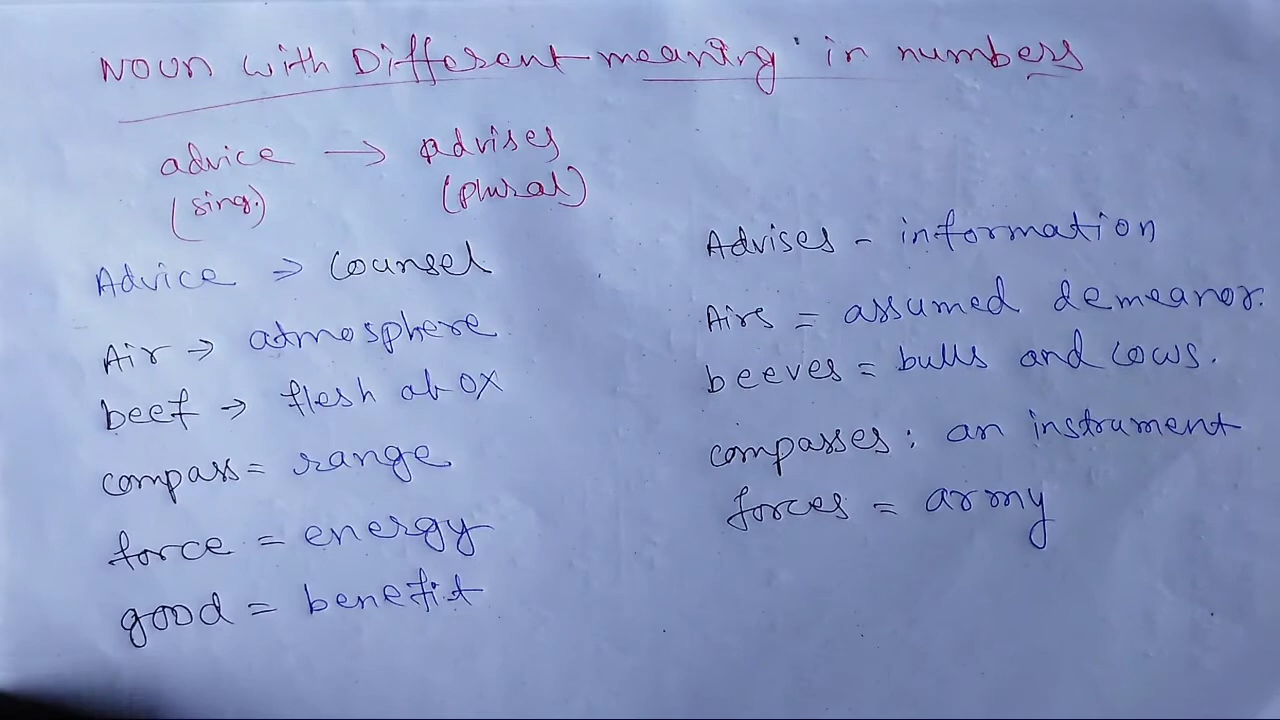 Noun with Different meaning in numbers
advice → advises
(sing.) (plural)
Advice → Counsel
Air → atmosphere
beef → flesh of ox
compass = range
force = energy
good = benefit
Advises - information
Airs = assumed demeanor.
beeves = bulls and cows.
compasses : an instrument
forces = army